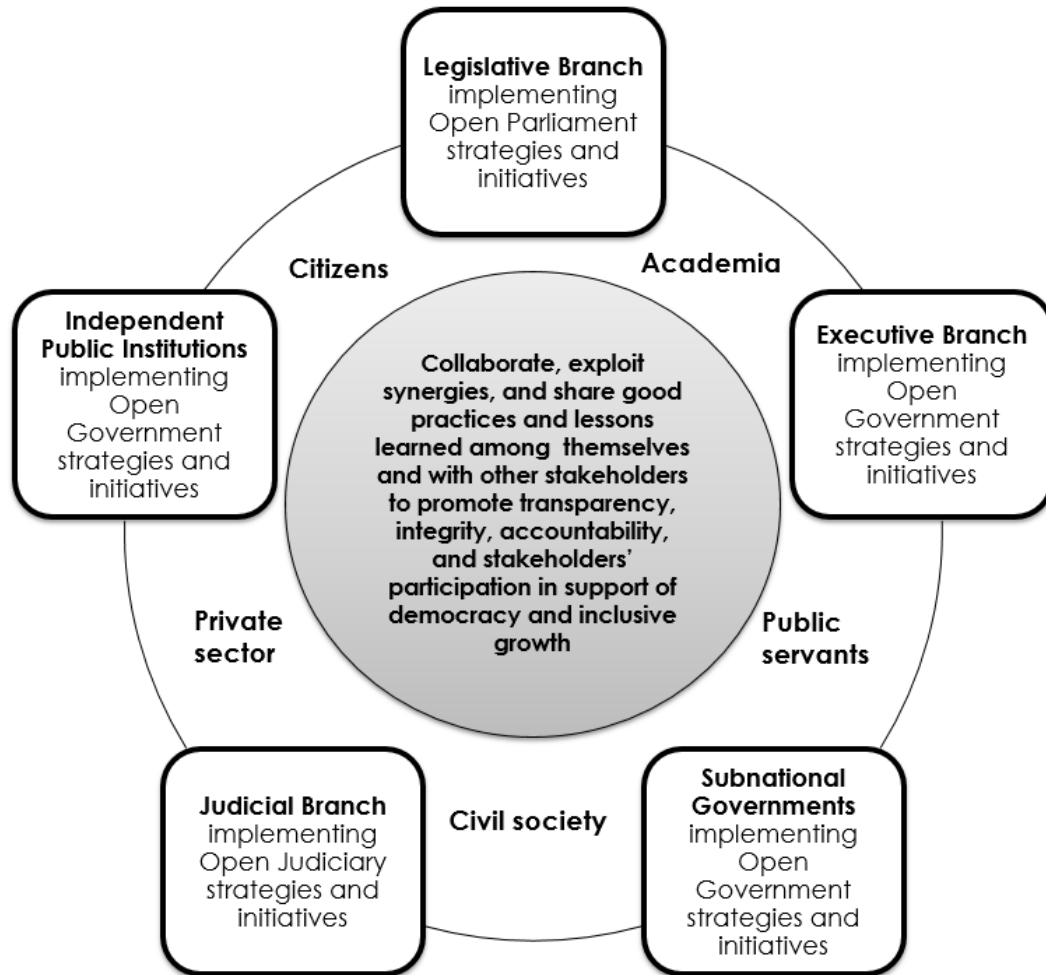 Legislative Branch
implementing
Open Parliament
strategies and
initiatives
Citizens
Academia
Independent
Public Institutions
implementing
Open
Government
strategies and
initiatives
Executive Branch
implementing
Open
Government
strategies and
initiatives
Collaborate, exploit
synergies, and share good
practices and lessons
learned among themselves
and with other stakeholders
to promote transparency,
integrity, accountability,
and stakeholders’
participation in support of
democracy and inclusive
growth
Private
sector
Public
servants
Judicial Branch
implementing
Open Judiciary
strategies and
initiatives
Civil society
Subnational
Governments
implementing
Open
Government
strategies and
initiatives